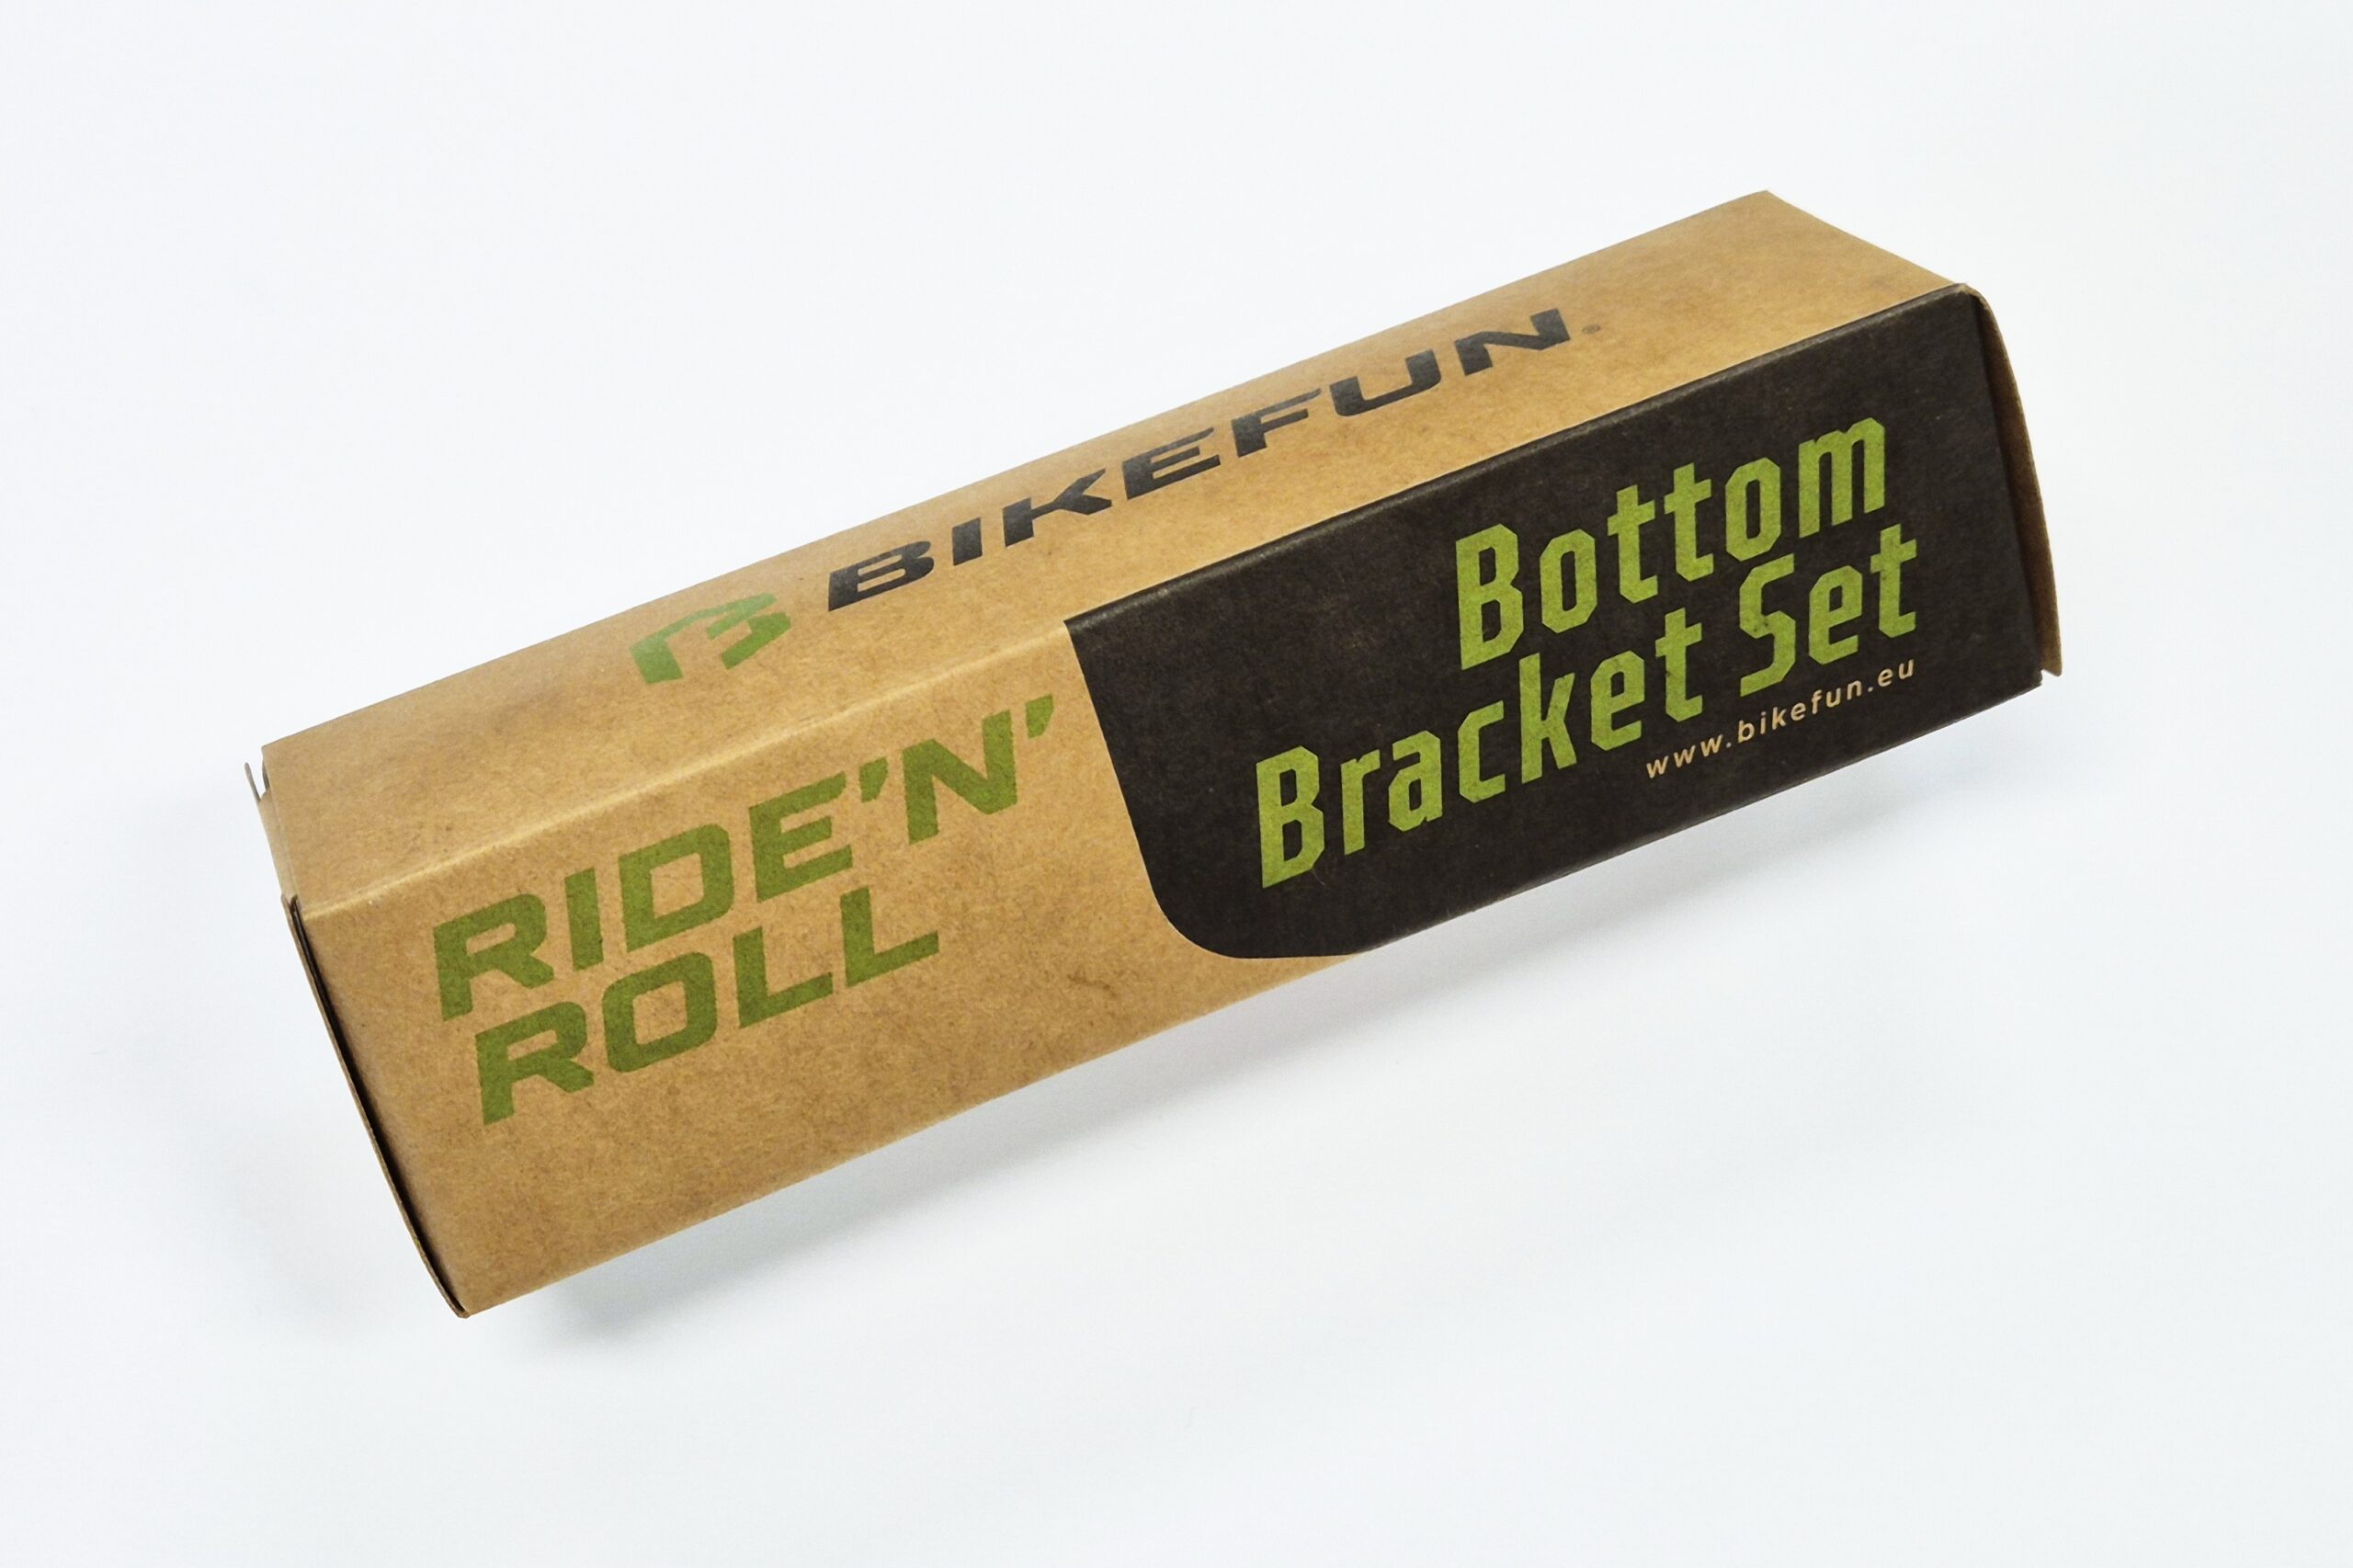 BIKEFUN®
RIDE'N'
ROLL
Bottom
Bracket Set
www.bikefun.eu